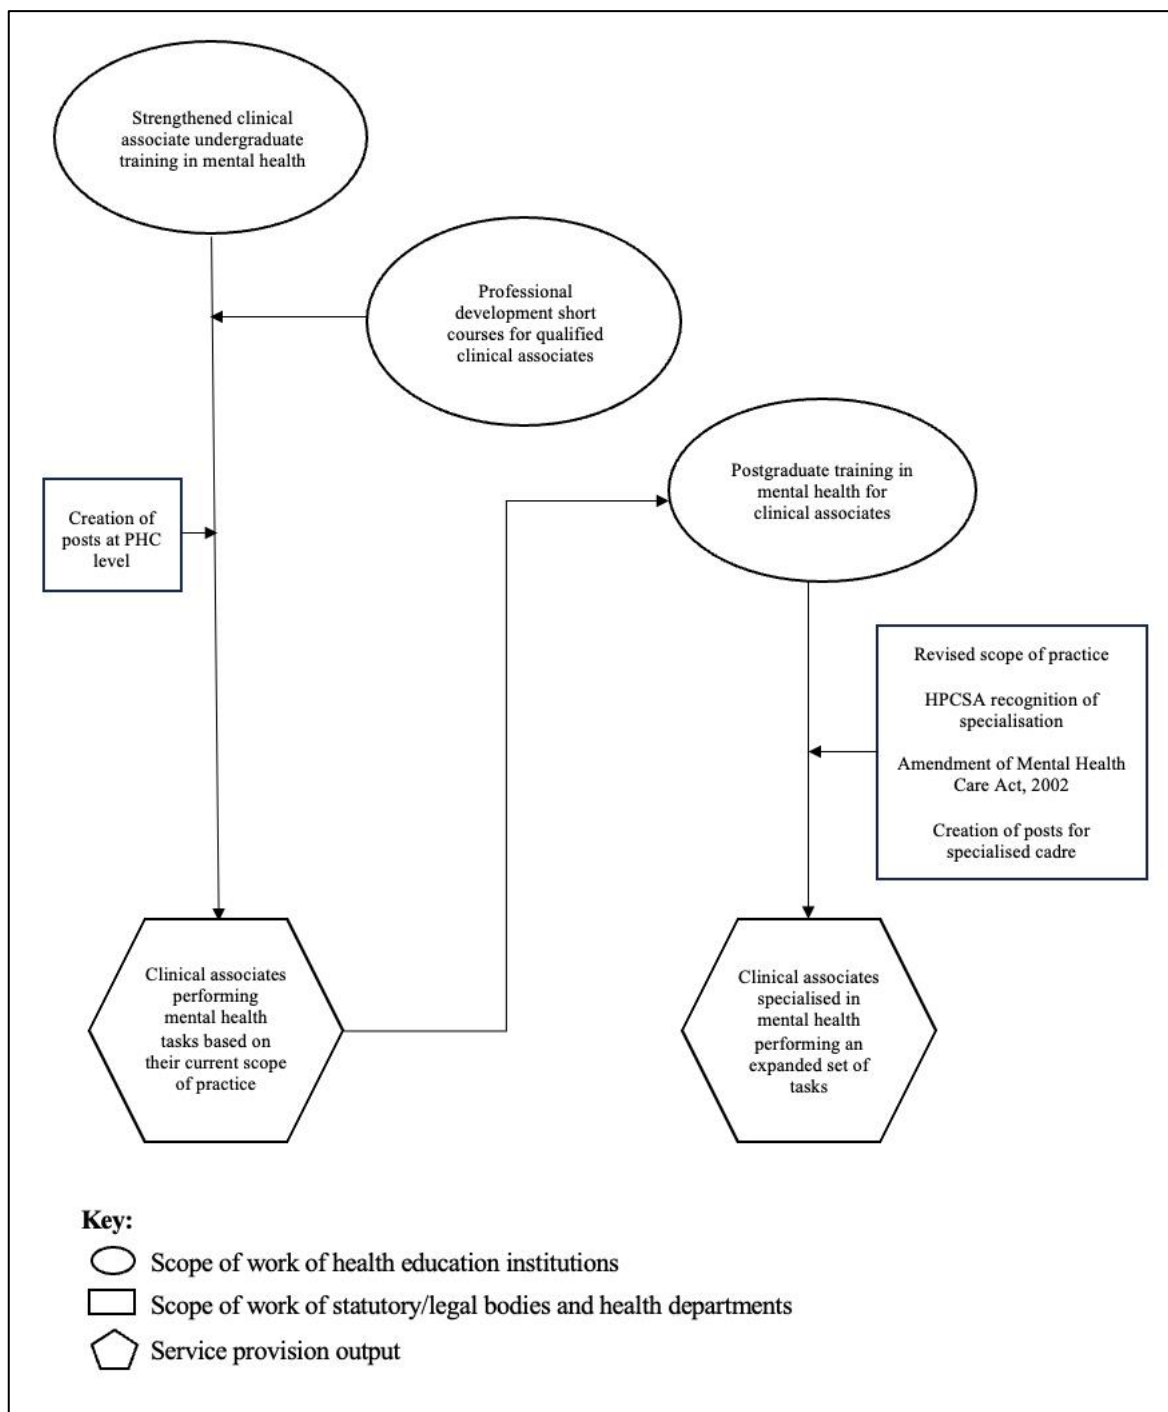 Strengthened clinical
associate undergraduate
training in mental health
Professional
development short
courses for qualified
clinical associates
Postgraduate training in
mental health for
clinical associates
Creation of
posts at PHC
level
Revised scope of practice
HPCSA recognition of
specialisation
Amendment of Mental Health
Care Act, 2002
Creation of posts for
specialised cadre
Clinical associates
performing
mental health
tasks based on
their current scope
of practice
Clinical associates
specialised in
mental health
performing an
expanded set of
tasks
Key:
Scope of work of health education institutions
Scope of work of statutory/legal bodies and health departments
Service provision output